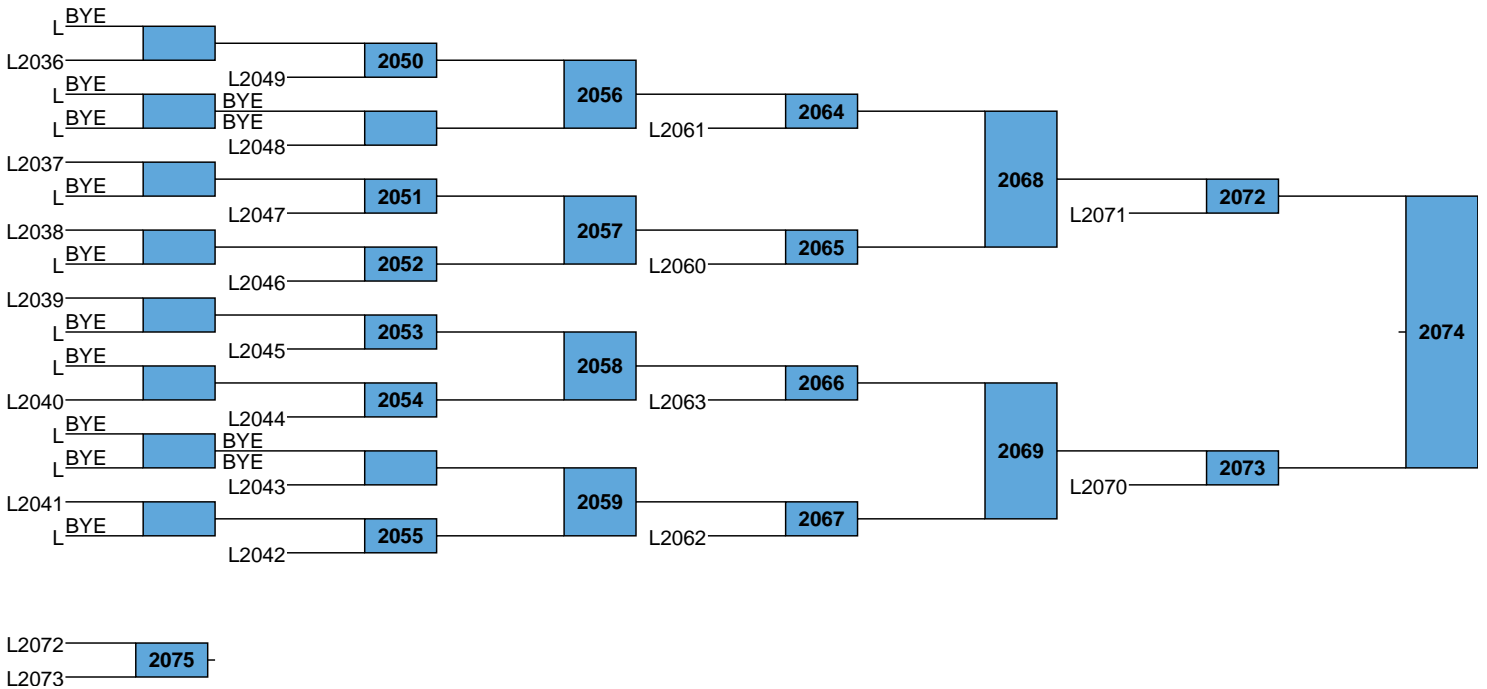 BYE
L
L2036
2050
L2049
2056
BYE
L
BYE
BYE
L
BYE
L2048
2064
L2061
2068
L2037
BYE
L
2051
L2047
2057
2072
L2071
L2038
BYE
L
2052
L2046
2065
L2060
2074
L2039
BYE
L
2053
L2045
2058
BYE
L
L2040
2054
L2044
2066
L2063
2069
BYE
L
BYE
BYE
L
BYE
L2043
2073
L2070
L2041
BYE
L
2055
L2042
2059
2067
L2062
L2072
2075
L2073